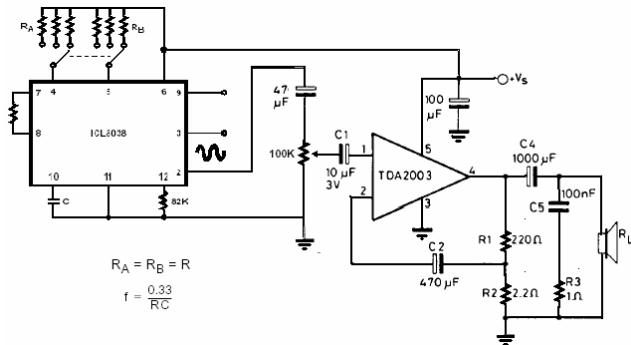 RA
RB
4
5
6
7
8
9
3
2
ICL8038
10
11
12
C
82K
47
µF
100K
C1
10 µF
3V
1
2
5
4
3
TDA2003
100
µF
+Vs
C4
1000 µF
100nF
C5
C2
470 µF
R1
220Ω
R2
2.2Ω
R3
1Ω
RL
RA = RB = R
f = 0.33
RC